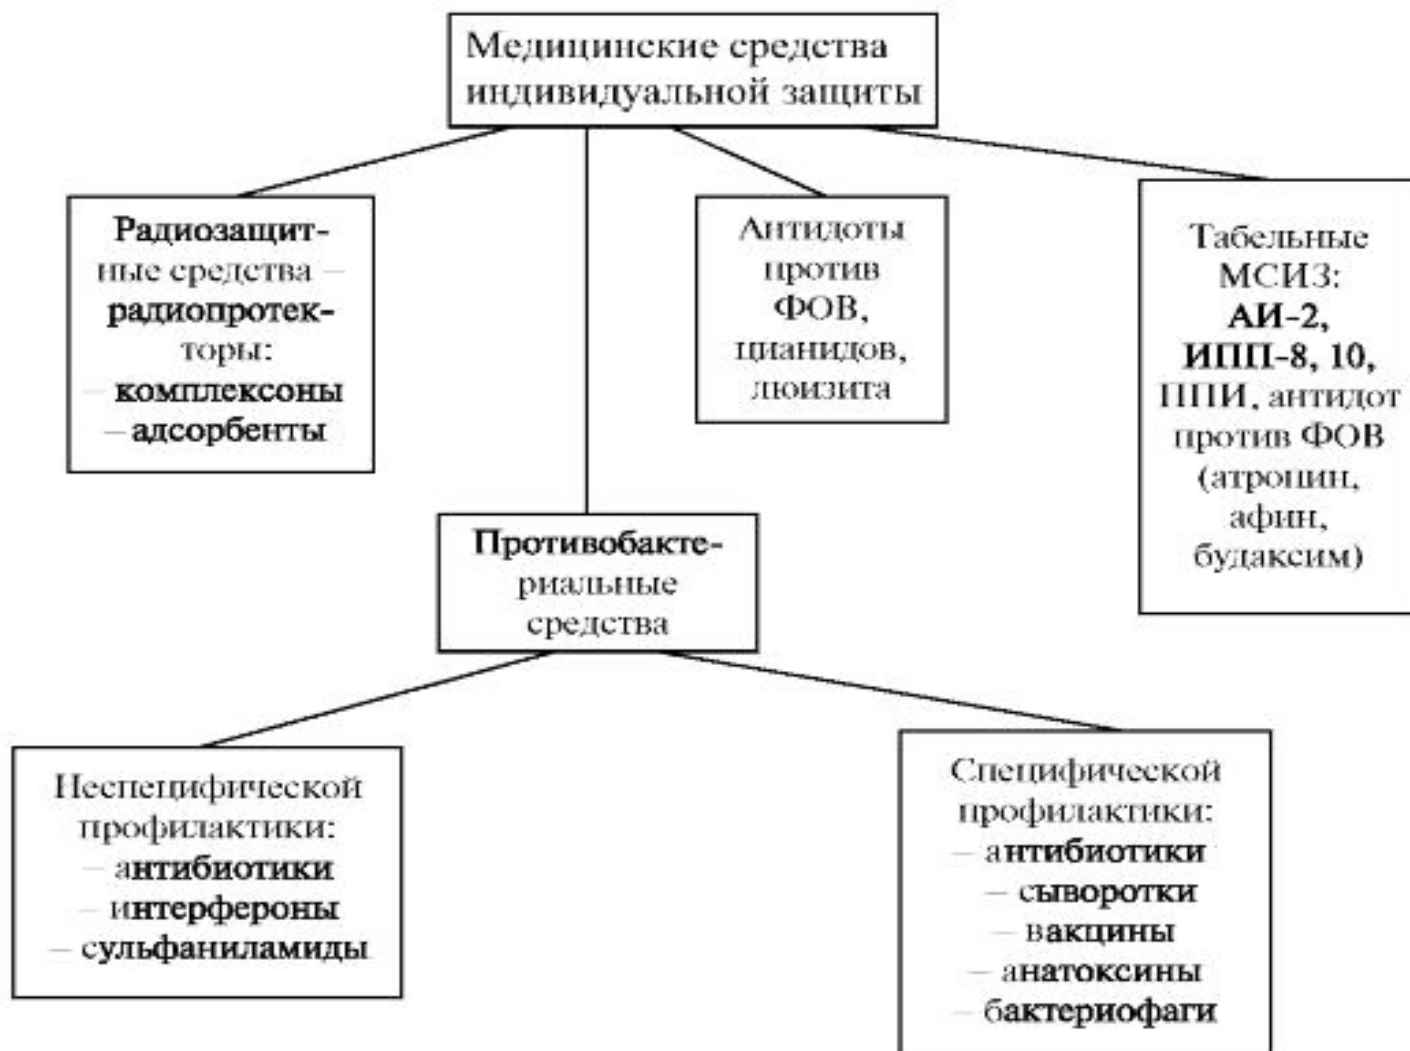 Медицинские средства
индивидуальной защиты
Радиозащит-
ные средства –
радиопротек-
торы:
– комплексоны
– адсорбенты
Антидоты
против
ФОВ,
цианидов,
люизита
Табельные
МСИЗ:
АИ-2,
ИПП-8, 10,
ППИ, антидот
против ФОВ
(атропин,
афин,
будаксим)
Противобакте-
риальные
средства
Неспецифической
профилактики:
– антибиотики
– интерфероны
– сульфаниламиды
Специфической
профилактики:
– антибиотики
– сыворотки
– вакцины
– анатоксины
– бактериофаги